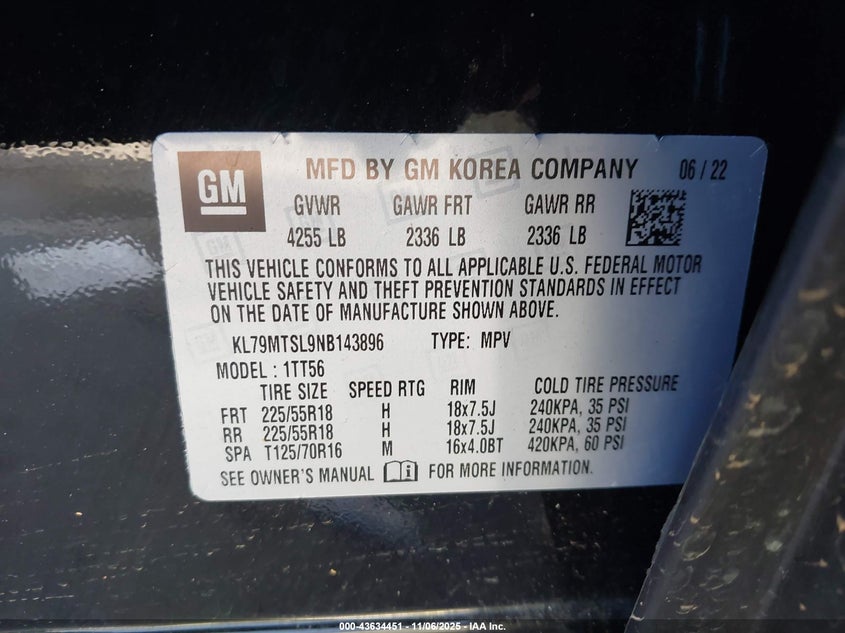 GM MFD BY GM KOREA COMPANY 06 / 22
GVWR GAWR FRT GAWR RR
4255 LB 2336 LB 2336 LB
THIS VEHICLE CONFORMS TO ALL APPLICABLE U.S. FEDERAL MOTOR
VEHICLE SAFETY AND THEFT PREVENTION STANDARDS IN EFFECT
ON THE DATE OF MANUFACTURE SHOWN ABOVE.
KL79MTSL9NB143896 TYPE: MPV
MODEL : 1TT56
TIRE SIZE SPEED RTG RIM COLD TIRE PRESSURE
FRT 225/55R18 H 18x7.5J 240KPA, 35 PSI
RR 225/55R18 H 18x7.5J 240KPA, 35 PSI
SPA T125/70R16 M 16x4.0BT 420KPA, 60 PSI
SEE OWNER'S MANUAL FOR MORE INFORMATION.
000-43634451 - 11/06/2025 - IAA Inc.